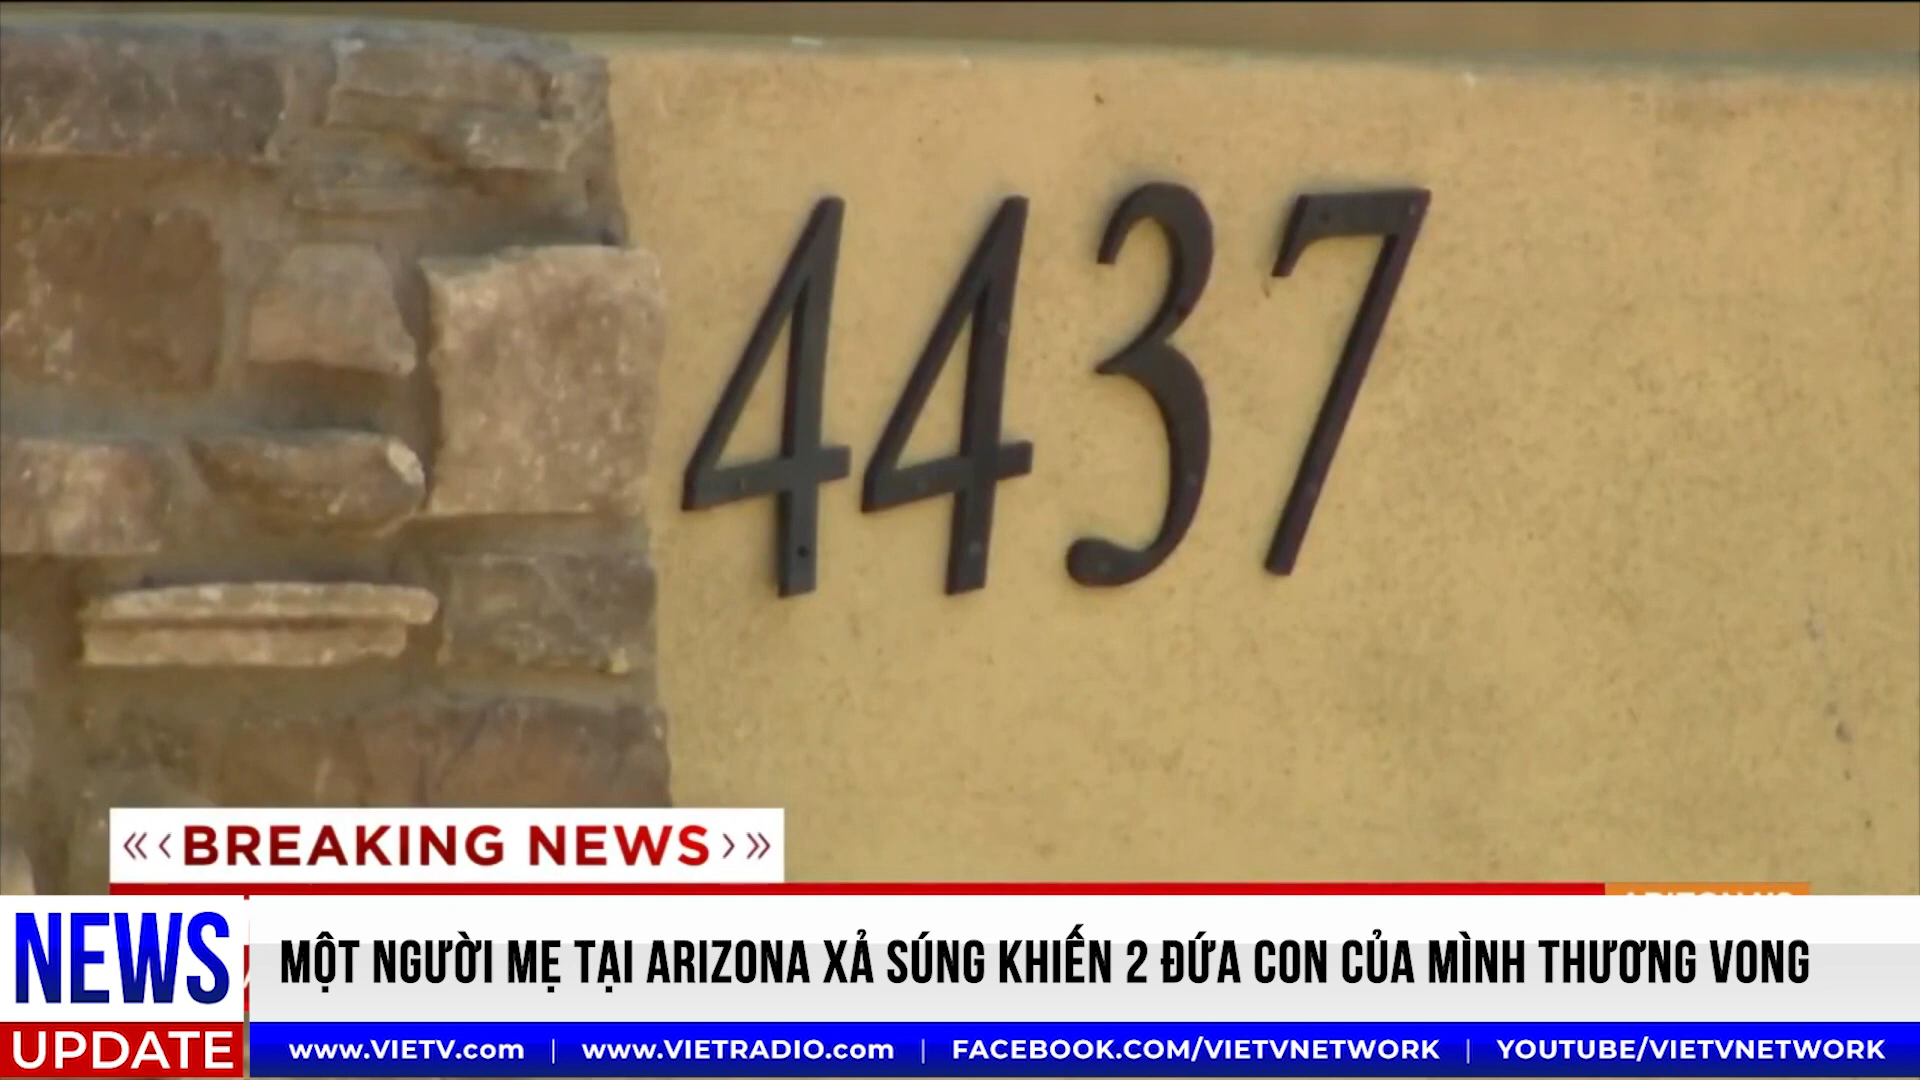 4437
«‹BREAKING NEWS›»
NEWS
UPDATE
MỘT NGƯỜI MẸ TẠI ARIZONA XẢ SÚNG KHIẾN 2 ĐỨA CON CỦA MÌNH THƯƠNG VONG
www.VIETV.com | www.VIETRADIO.com | FACEBOOK.COM/VIETVNETWORK | YOUTUBE/VIETVNETWORK